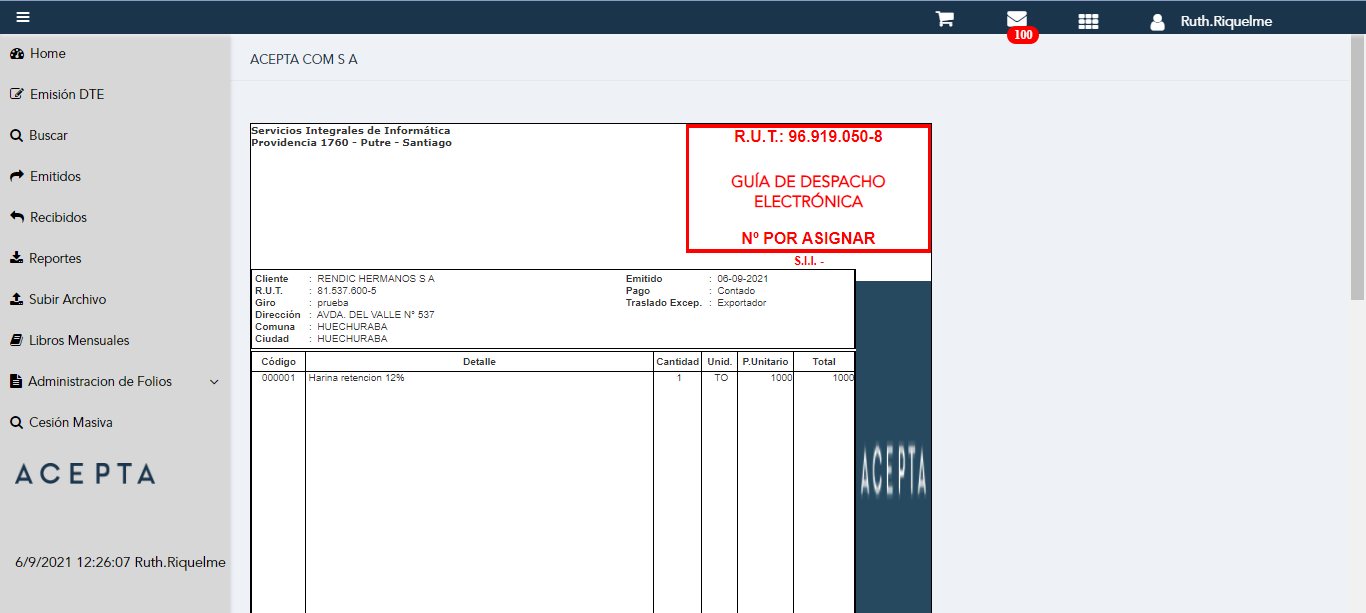 Ruth.Riquelme
100
Home
Emisión DTE
Buscar
Emitidos
Recibidos
Reportes
Subir Archivo
Libros Mensuales
Administracion de Folios
Cesión Masiva
ACEPTA
6/9/2021 12:26:07 Ruth.Riquelme
ACEPTA COM S A
Servicios Integrales de Informática
Providencia 1760 - Putre - Santiago
R.U.T.: 96.919.050-8
GUÍA DE DESPACHO
ELECTRÓNICA
Nº POR ASIGNAR
S.I.I. -
Cliente : RENDIC HERMANOS S A
R.U.T. : 81.537.600-5
Giro : prueba
Dirección : AVDA. DEL VALLE N° 537
Comuna : HUECHURABA
Ciudad : HUECHURABA
Emitido : 06-09-2021
Pago : Contado
Traslado Excep. : Exportador
Código Detalle Cantidad Unid. P.Unitario Total
000001 Harina retencion 12% 1 TO 1000 1000
ACEPTA